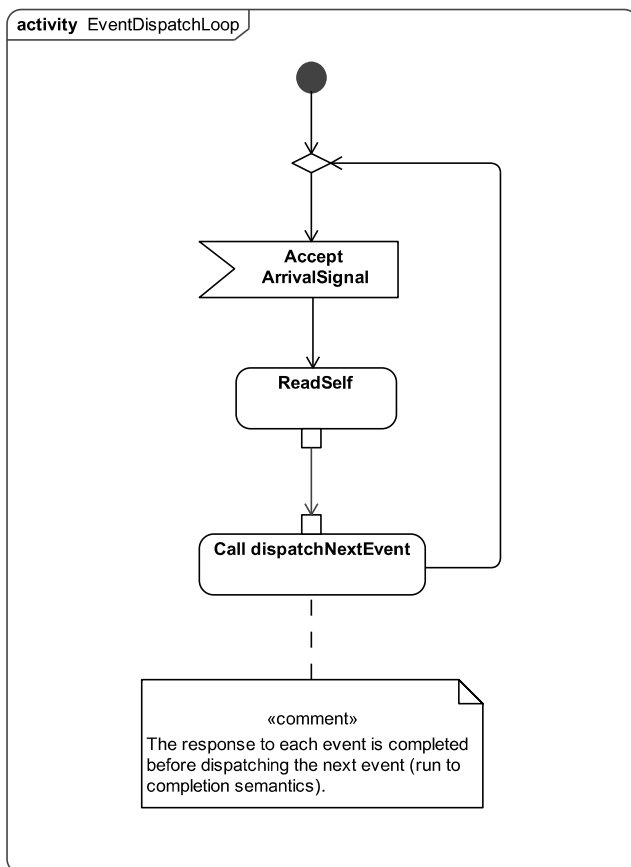 activity EventDispatchLoop
Accept
ArrivalSignal
ReadSelf
Call dispatchNextEvent
«comment»
The response to each event is completed
before dispatching the next event (run to
completion semantics).